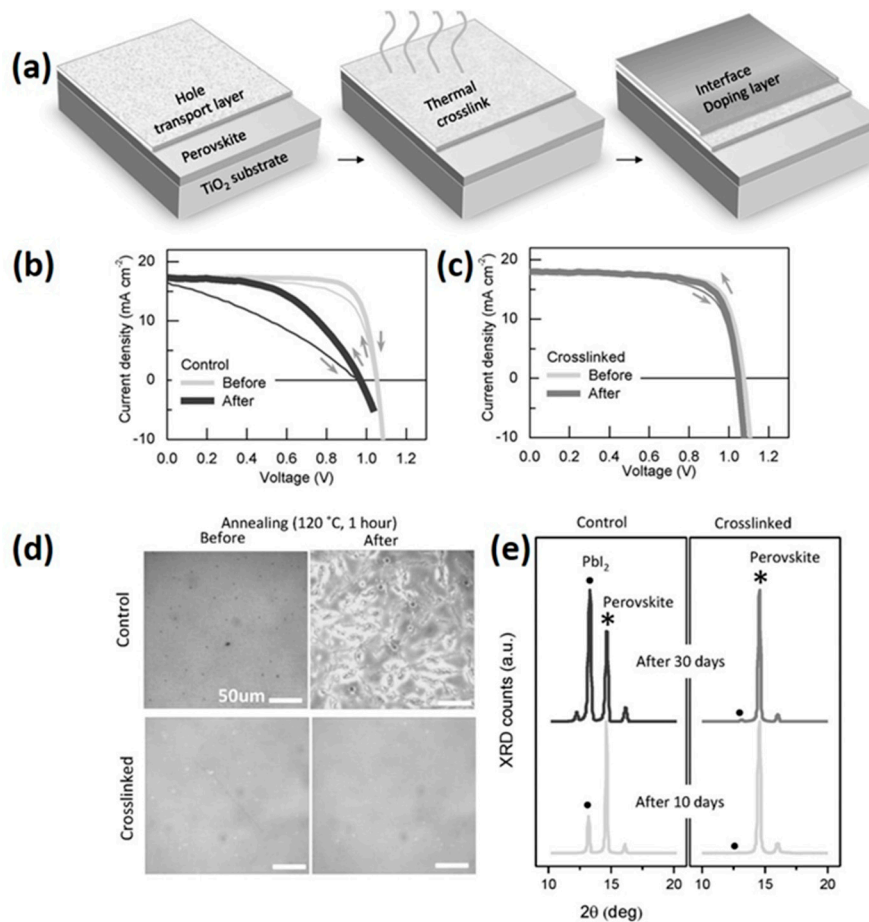 (a)
Hole
transport layer
Perovskite
TiO₂ substrate
Thermal
crosslink
Interface
Doping layer
(b)
Current density (mA cm⁻²)
20
10
0
-10
Control
Before
After
0.0 0.2 0.4 0.6 0.8 1.0 1.2
Voltage (V)
(c)
Current density (mA cm⁻²)
20
10
0
-10
Crosslinked
Before
After
0.0 0.2 0.4 0.6 0.8 1.0 1.2
Voltage (V)
(d)
Annealing (120 ˚C, 1 hour)
Before After
Control
50um
Crosslinked
(e)
Control Crosslinked
XRD counts (a.u.)
PbI₂
Perovskite
*
Perovskite
*
After 30 days
After 10 days
10 15 20 10 15 20
2θ (deg)